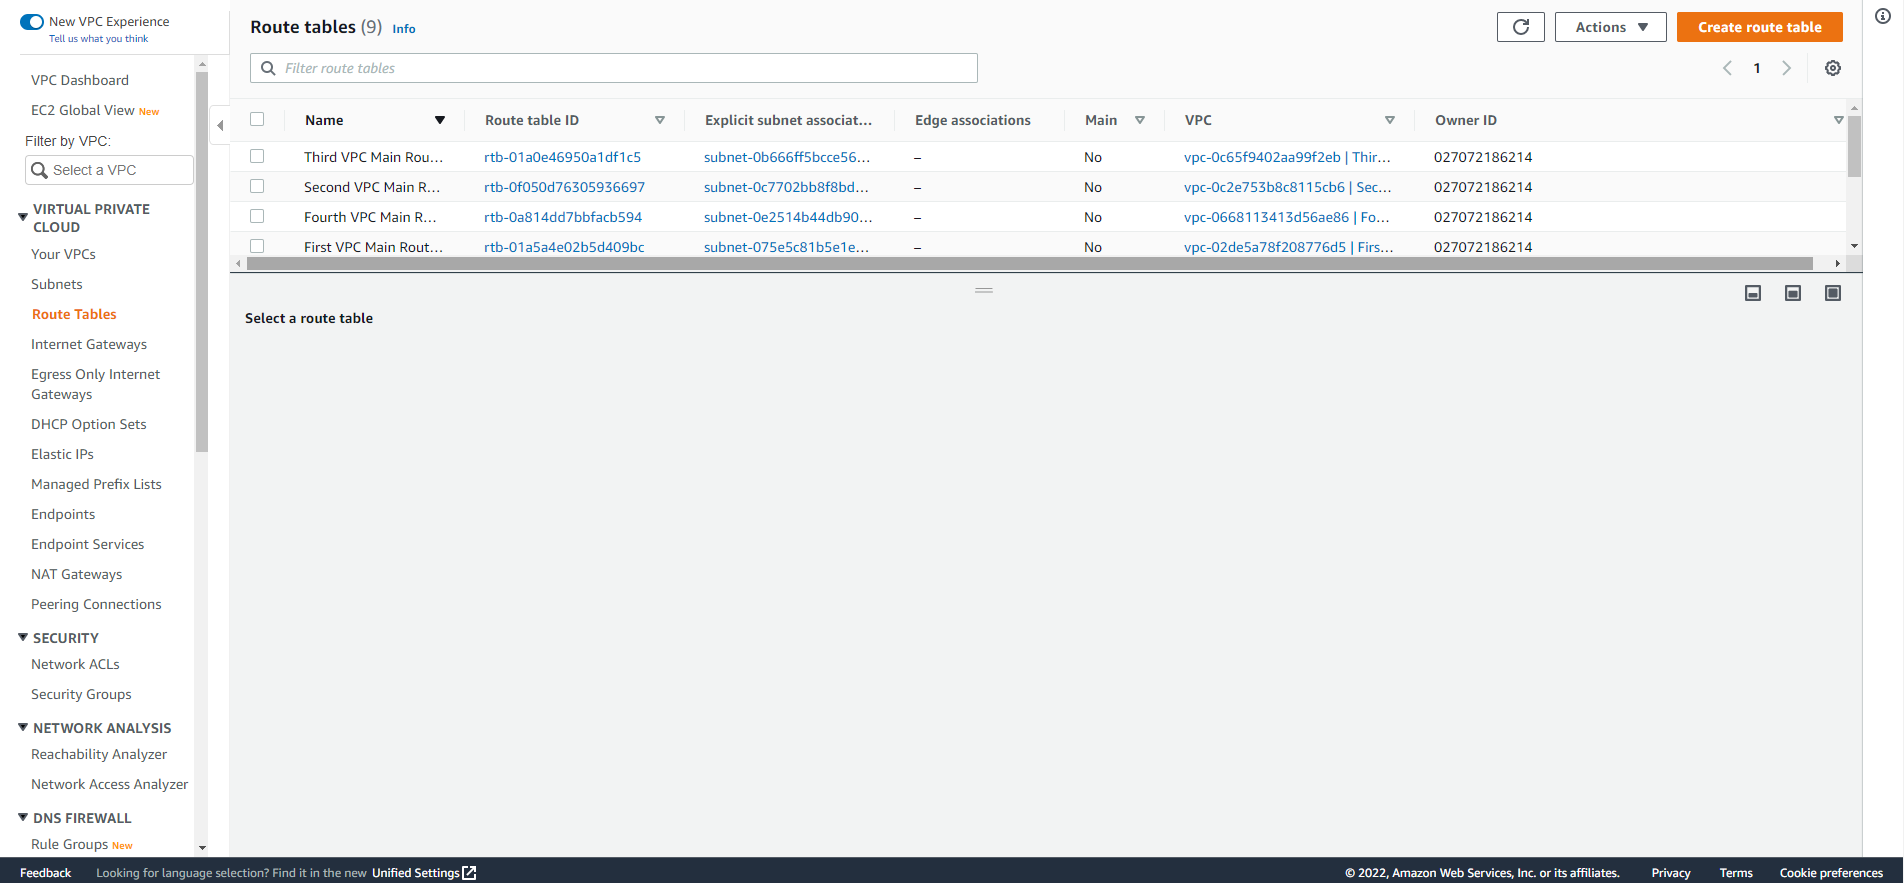 New VPC Experience
Tell us what you think
VPC Dashboard
EC2 Global View New
Filter by VPC:
Select a VPC
VIRTUAL PRIVATE
CLOUD
Your VPCs
Subnets
Route Tables
Internet Gateways
Egress Only Internet
Gateways
DHCP Option Sets
Elastic IPs
Managed Prefix Lists
Endpoints
Endpoint Services
NAT Gateways
Peering Connections
SECURITY
Network ACLs
Security Groups
NETWORK ANALYSIS
Reachability Analyzer
Network Access Analyzer
DNS FIREWALL
Rule Groups New
Route tables (9) Info
Actions
Create route table
Filter route tables
1
Name Route table ID Explicit subnet associat... Edge associations Main VPC Owner ID
Third VPC Main Rou... rtb-01a0e46950a1df1c5 subnet-0b666ff5bcce56... – No vpc-0c65f9402aa99f2eb | Thir... 027072186214
Second VPC Main R... rtb-0f050d76305936697 subnet-0c7702bb8f8bd... – No vpc-0c2e753b8c8115cb6 | Sec... 027072186214
Fourth VPC Main R... rtb-0a814dd7bbfacb594 subnet-0e2514b44db90... – No vpc-0668113413d56ae86 | Fo... 027072186214
First VPC Main Rout... rtb-01a5a4e02b5d409bc subnet-075e5c81b5e1e... – No vpc-02de5a78f208776d5 | Firs... 027072186214
Select a route table
Feedback Looking for language selection? Find it in the new Unified Settings © 2022, Amazon Web Services, Inc. or its affiliates. Privacy Terms Cookie preferences